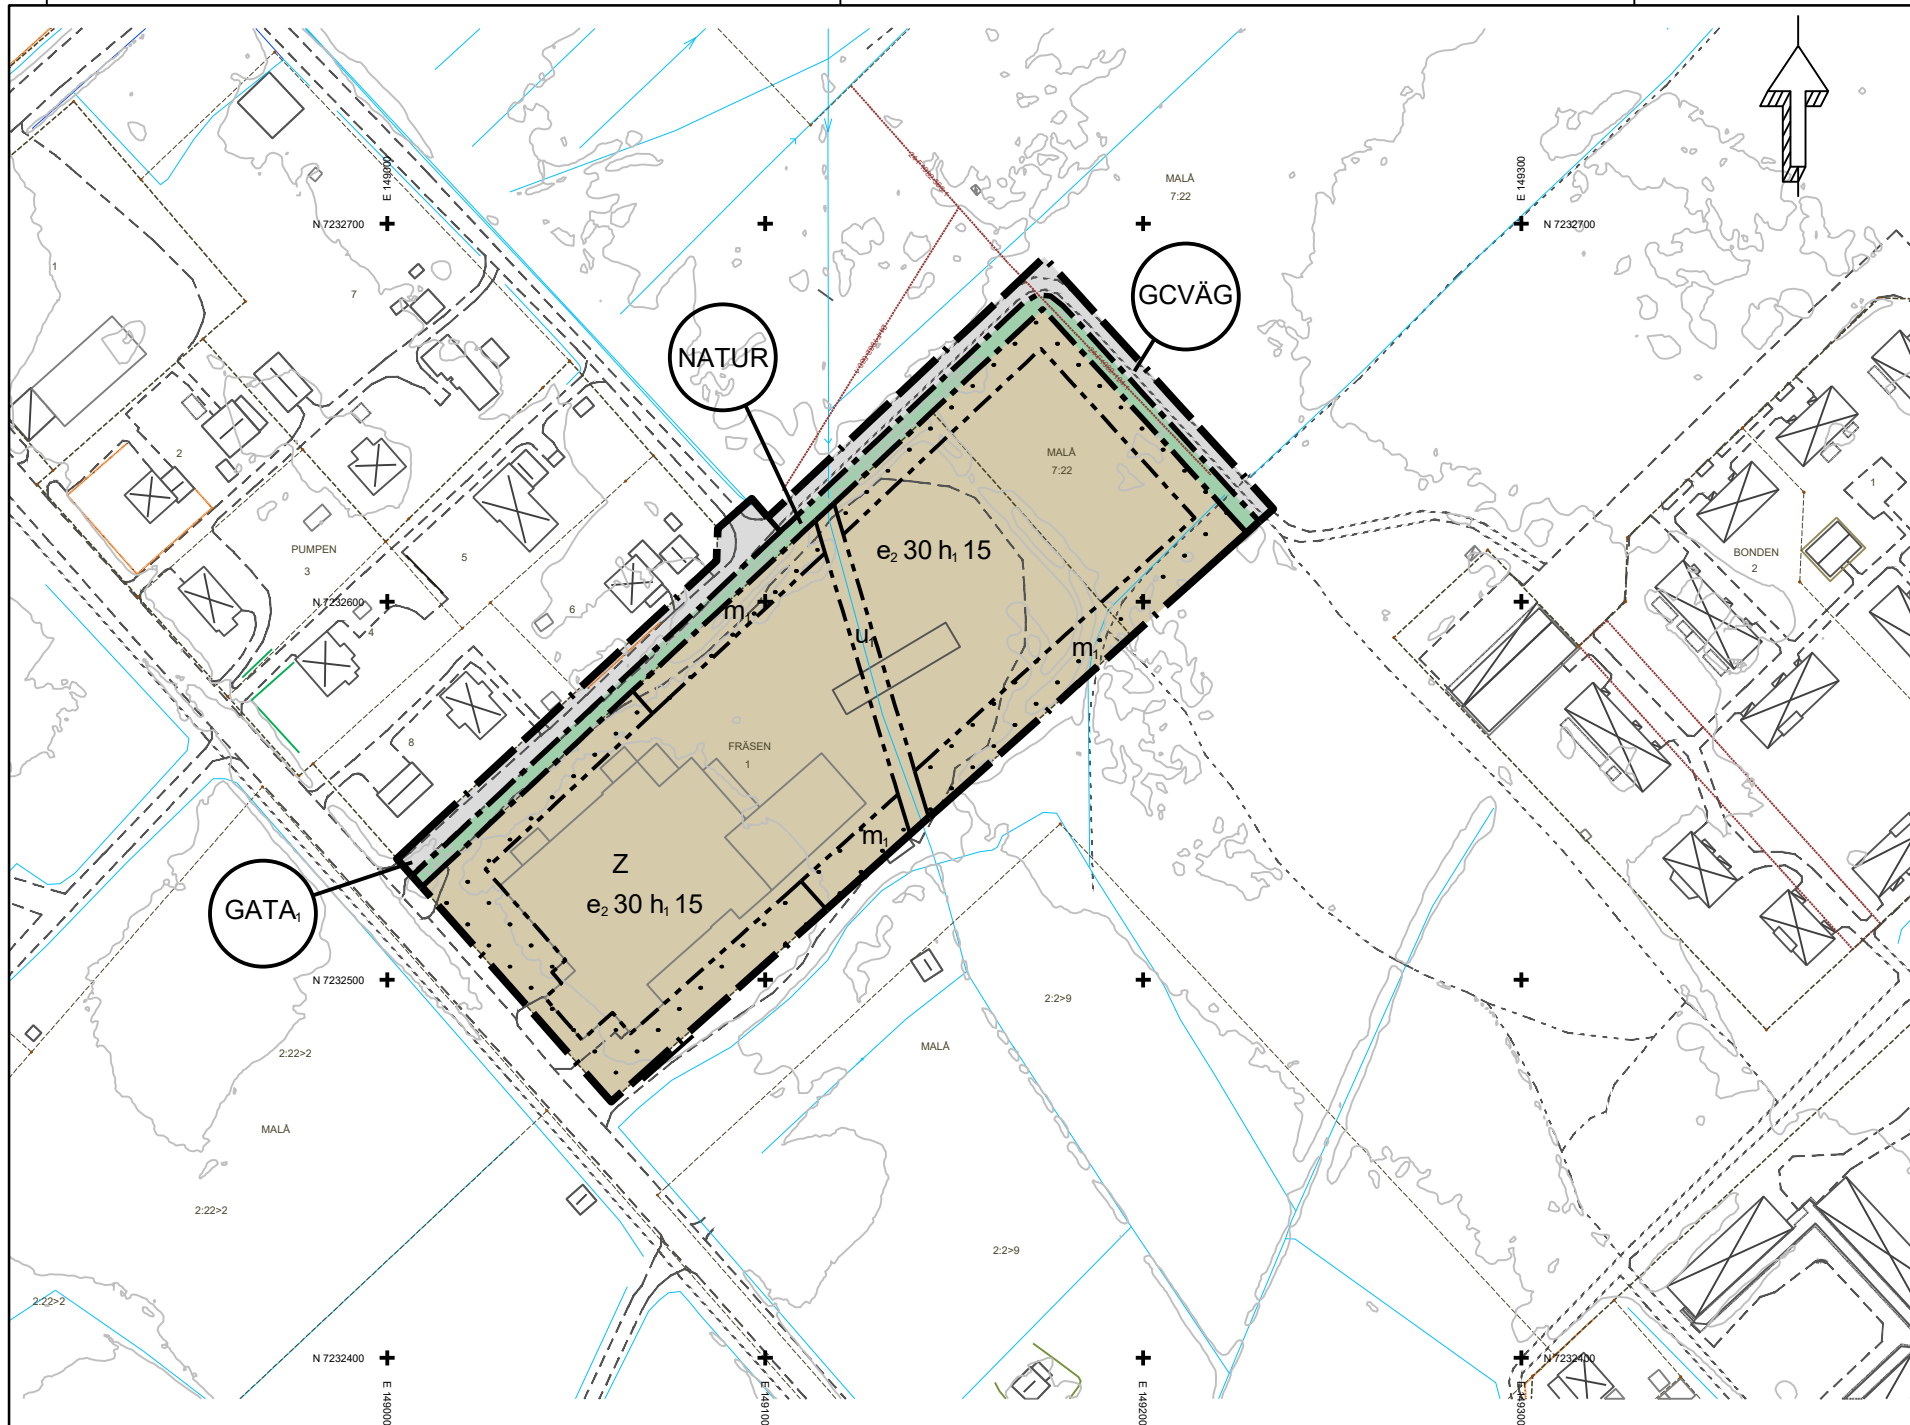 E 149000
E 149300
N 7232700
N 7232700
MALÅ
7:22
1
7
GCVÄG
NATUR
2
MALÅ
7:22
1
PUMPEN
3
5
BONDEN
2
e₂ 30 h₁ 15
N 7232600
6
m₁
4
u₁
m₁
8
FRÄSEN
1
m₁
Z
e₂ 30 h₁ 15
GATA₁
N 7232500
2:2>9
2:22>2
MALÅ
MALÅ
2:22>2
2:2>9
2:22>2
N 7232400
N 7232400
E 149000
E 149100
E 149200
E 149300